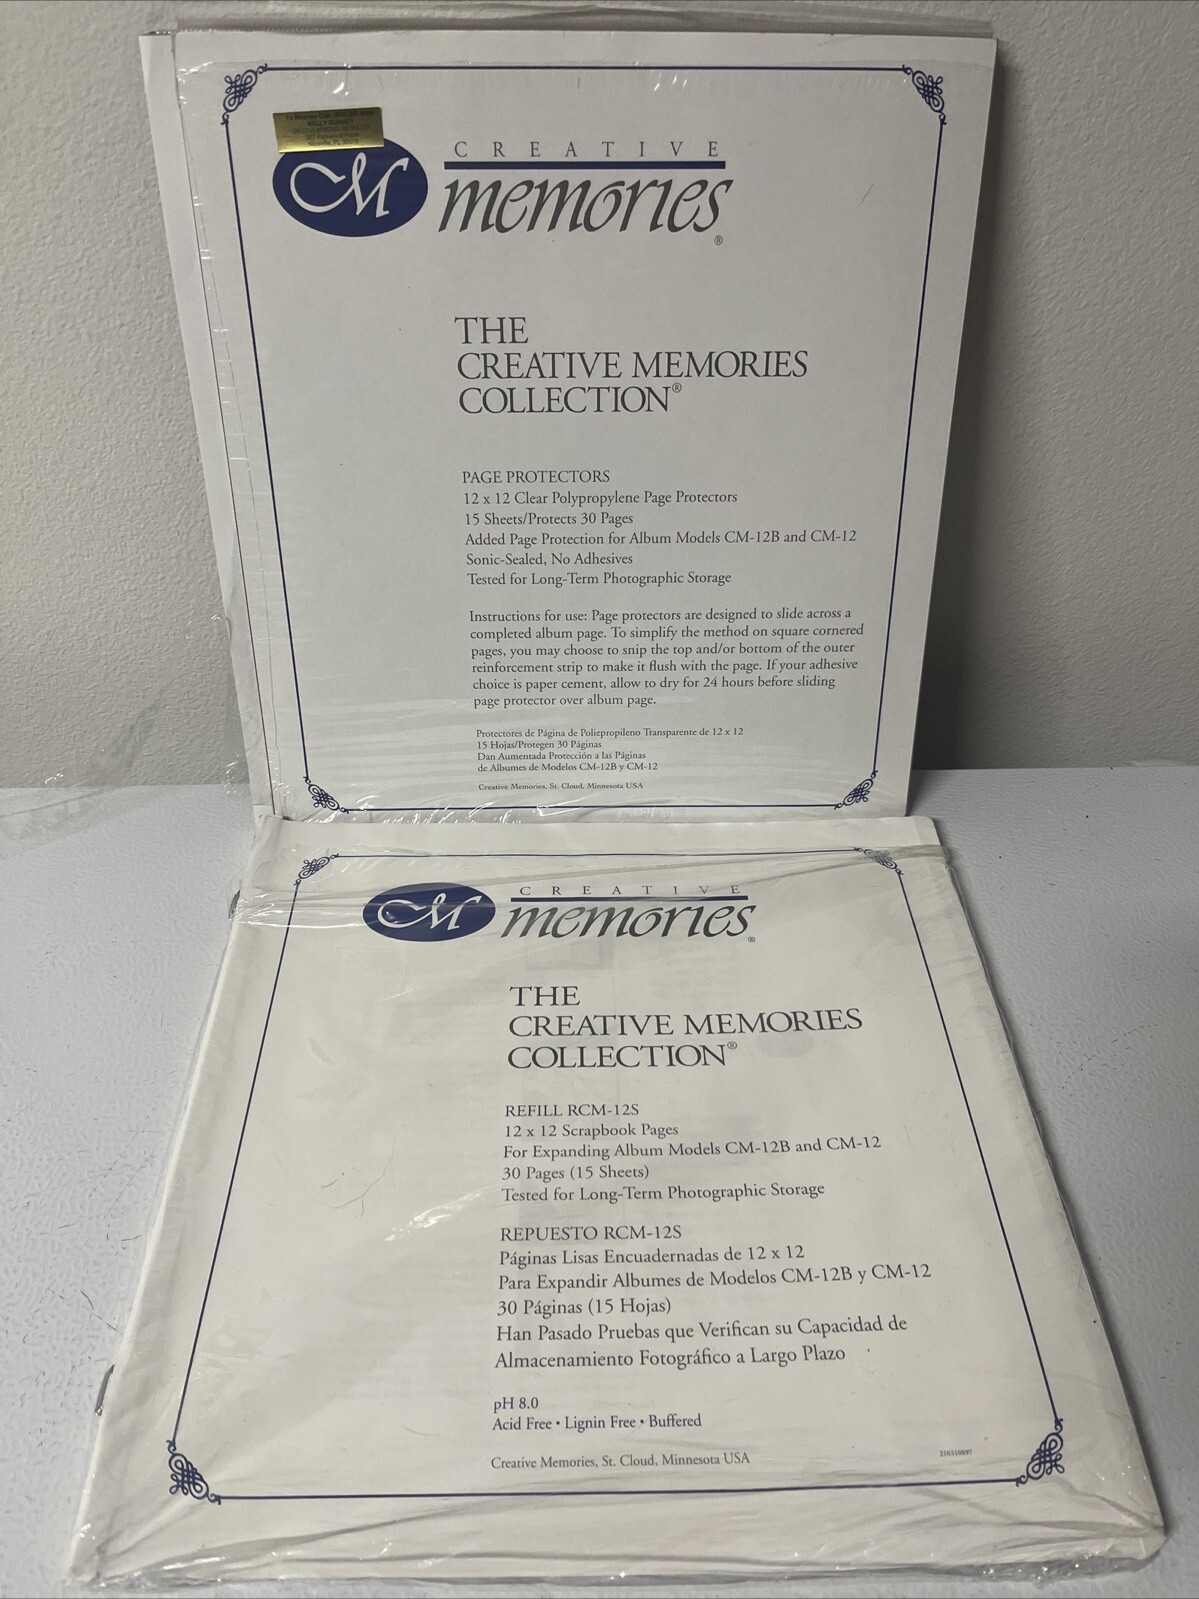 To Reorder Call
KELLY
CREATIVE
M
CREATIVE
memories®
THE
CREATIVE MEMORIES
COLLECTION®
PAGE PROTECTORS
12 x 12 Clear Polypropylene Page Protectors
15 Sheets/Protects 30 Pages
Added Page Protection for Album Models CM-12B and CM-12
Sonic-Sealed, No Adhesives
Tested for Long-Term Photographic Storage
Instructions for use: Page protectors are designed to slide across a
completed album page. To simplify the method on square cornered
pages, you may choose to snip the top and/or bottom of the outer
reinforcement strip to make it flush with the page. If your adhesive
choice is paper cement, allow to dry for 24 hours before sliding
page protector over album page.
Protectores de Página de Poliepropileno Transparente de 12 x 12
15 Hojas/Protegen 30 Páginas
Dan Aumentada Protección a las Páginas
de Albumes de Modelos CM-12B y CM-12
Creative Memories, St. Cloud, Minnesota USA
M
CREATIVE
memories®
THE
CREATIVE MEMORIES
COLLECTION®
REFILL RCM-12S
12 x 12 Scrapbook Pages
For Expanding Album Models CM-12B and CM-12
30 Pages (15 Sheets)
Tested for Long-Term Photographic Storage
REPUESTO RCM-12S
Páginas Lisas Encuadernadas de 12 x 12
Para Expandir Albumes de Modelos CM-12B y CM-12
30 Páginas (15 Hojas)
Han Pasado Pruebas que Verifican su Capacidad de
Almacenamiento Fotográfico a Largo Plazo
pH 8.0
Acid Free • Lignin Free • Buffered
Creative Memories, St. Cloud, Minnesota USA